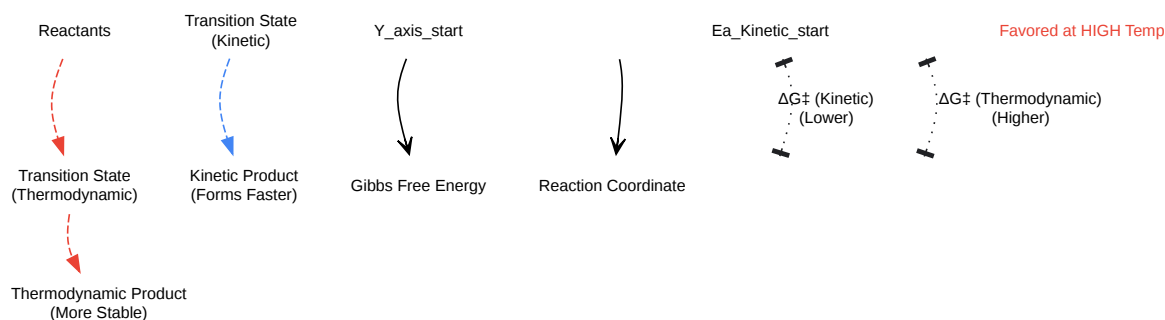 Reactants
Transition State
(Kinetic)
Y_axis_start
Ea_Kinetic_start
Favored at HIGH Temp
ΔG‡ (Kinetic)
(Lower)
ΔG‡ (Thermodynamic)
(Higher)
Transition State
(Thermodynamic)
Kinetic Product
(Forms Faster)
Gibbs Free Energy
Reaction Coordinate
Thermodynamic Product
(More Stable)